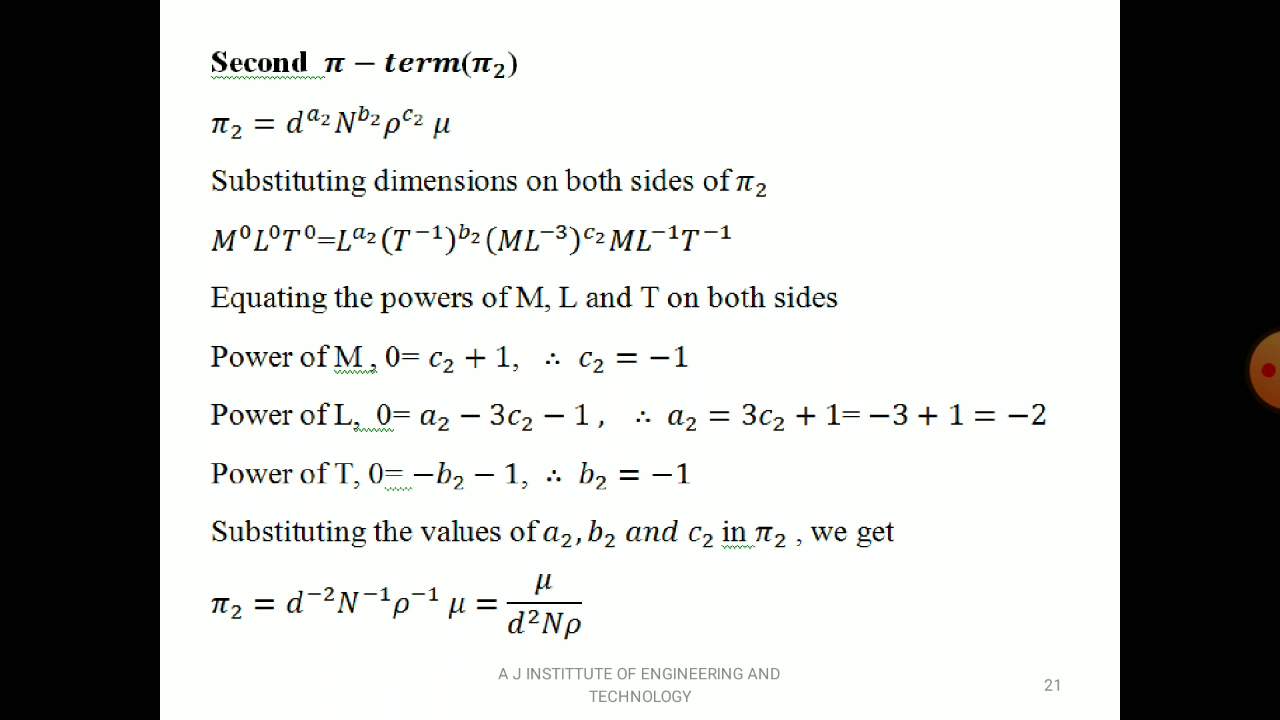 Second π − term(π₂)
π₂ = d^{a₂}N^{b₂}ρ^{c₂} μ
Substituting dimensions on both sides of π₂
M⁰L⁰T⁰=L^{a₂}(T⁻¹)^{b₂}(ML⁻³)^{c₂}ML⁻¹T⁻¹
Equating the powers of M, L and T on both sides
Power of M , 0= c₂ + 1, ∴ c₂ = −1
Power of L, 0= a₂ − 3c₂ − 1 , ∴ a₂ = 3c₂ + 1= −3 + 1 = −2
Power of T, 0= −b₂ − 1, ∴ b₂ = −1
Substituting the values of a₂, b₂ and c₂ in π₂ , we get
π₂ = d⁻²N⁻¹ρ⁻¹ μ = μ/d²Nρ
A J INSTITTUTE OF ENGINEERING AND
TECHNOLOGY
21